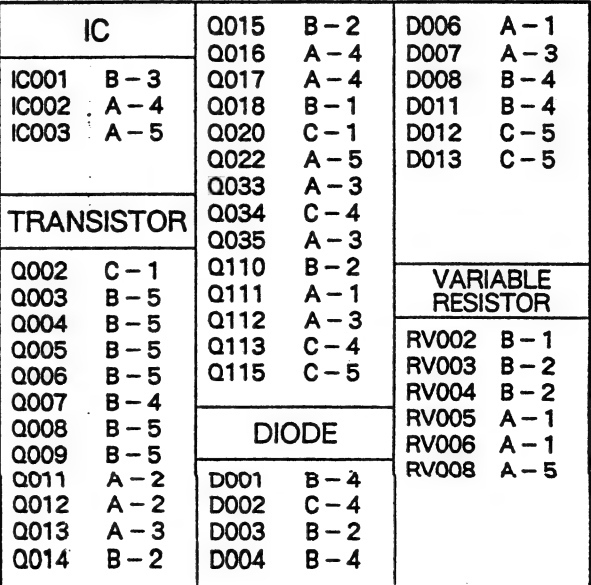 IC
IC001 B – 3
IC002 A – 4
IC003 A – 5
TRANSISTOR
Q002 C – 1
Q003 B – 5
Q004 B – 5
Q005 B – 5
Q006 B – 5
Q007 B – 4
Q008 B – 5
Q009 B – 5
Q011 A – 2
Q012 A – 2
Q013 A – 3
Q014 B – 2
Q015 B – 2
Q016 A – 4
Q017 A – 4
Q018 B – 1
Q020 C – 1
Q022 A – 5
Q033 A – 3
Q034 C – 4
Q035 A – 3
Q110 B – 2
Q111 A – 1
Q112 A – 3
Q113 C – 4
Q115 C – 5
DIODE
D001 B – 4
D002 C – 4
D003 B – 2
D004 B – 4
D006 A – 1
D007 A – 3
D008 B – 4
D011 B – 4
D012 C – 5
D013 C – 5
VARIABLE
RESISTOR
RV002 B – 1
RV003 B – 2
RV004 B – 2
RV005 A – 1
RV006 A – 1
RV008 A – 5